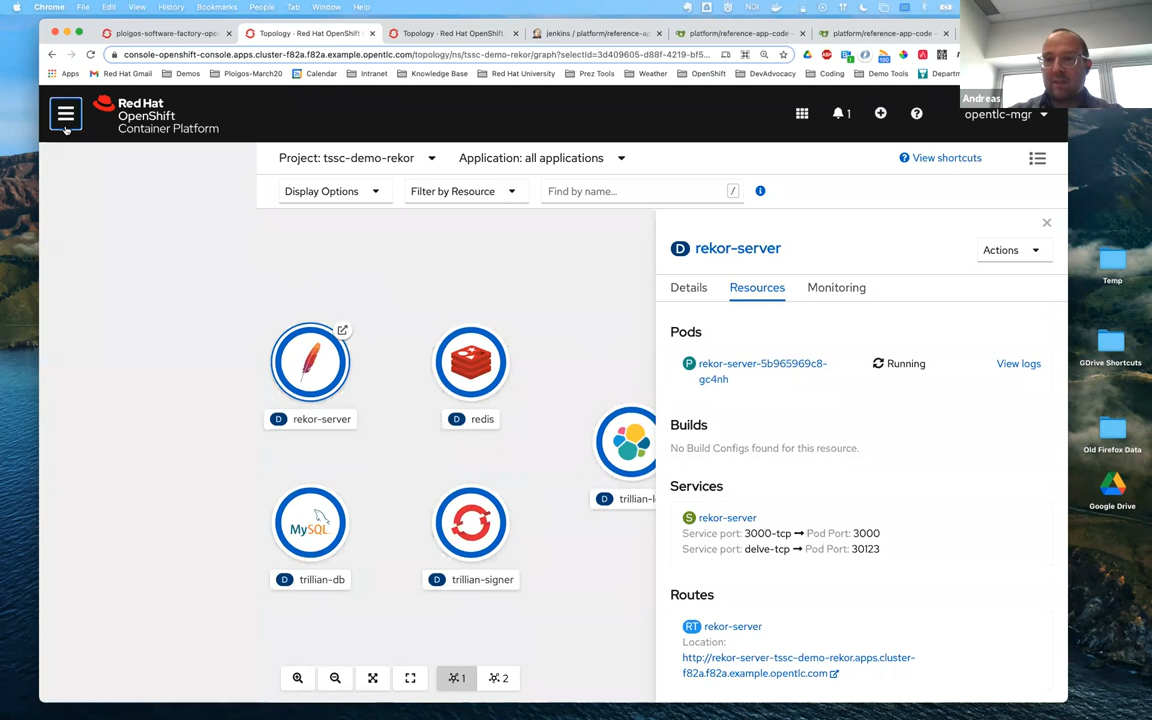 Chrome File Edit View History Bookmarks People Tab Window Help
ploigos-software-factory-oper
Topology · Red Hat OpenShift
Topology · Red Hat OpenShift
jenkins / platform/reference-ap
platform/reference-app-code
platform/reference-app-code
console-openshift-console.apps.cluster-f82a.f82a.example.opentlc.com/topology/ns/tssc-demo-rekor/graph?selectId=3d409605-d88f-4219-bf5...
Apps Red Hat Gmail Demos Ploigos-March20 Calendar Intranet Knowledge Base Red Hat University Prez Tools Weather OpenShift DevAdvocacy Coding Demo Tools Departm
Andreas
Red Hat
OpenShift
Container Platform
1
opentlc-mgr
Project: tssc-demo-rekor
Application: all applications
View shortcuts
Display Options
Filter by Resource
Find by name...
/
D rekor-server
Actions
Details
Resources
Monitoring
Pods
P rekor-server-5b965969c8-
gc4nh
Running
View logs
Builds
No Build Configs found for this resource.
Services
S rekor-server
Service port: 3000-tcp → Pod Port: 3000
Service port: delve-tcp → Pod Port: 30123
Routes
RT rekor-server
Location:
http://rekor-server-tssc-demo-rekor.apps.cluster-
f82a.f82a.example.opentlc.com
D rekor-server
D redis
D trillian-l
MySQL
D trillian-db
D trillian-signer
1
2
Temp
GDrive Shortcuts
Old Firefox Data
Google Drive